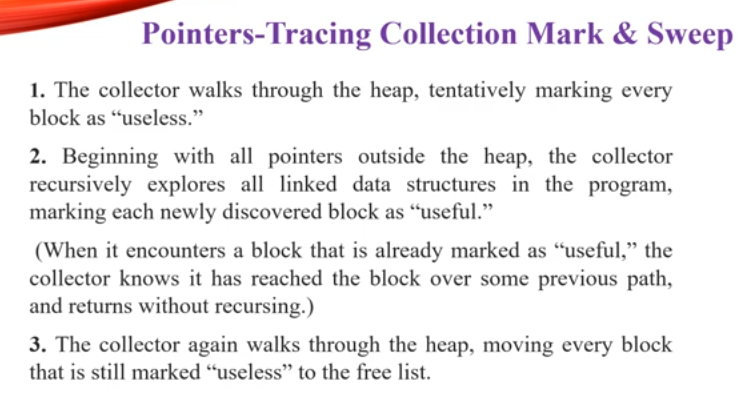 Pointers-Tracing Collection Mark & Sweep
1. The collector walks through the heap, tentatively marking every
block as “useless.”
2. Beginning with all pointers outside the heap, the collector
recursively explores all linked data structures in the program,
marking each newly discovered block as “useful.”
(When it encounters a block that is already marked as “useful,” the
collector knows it has reached the block over some previous path,
and returns without recursing.)
3. The collector again walks through the heap, moving every block
that is still marked “useless” to the free list.